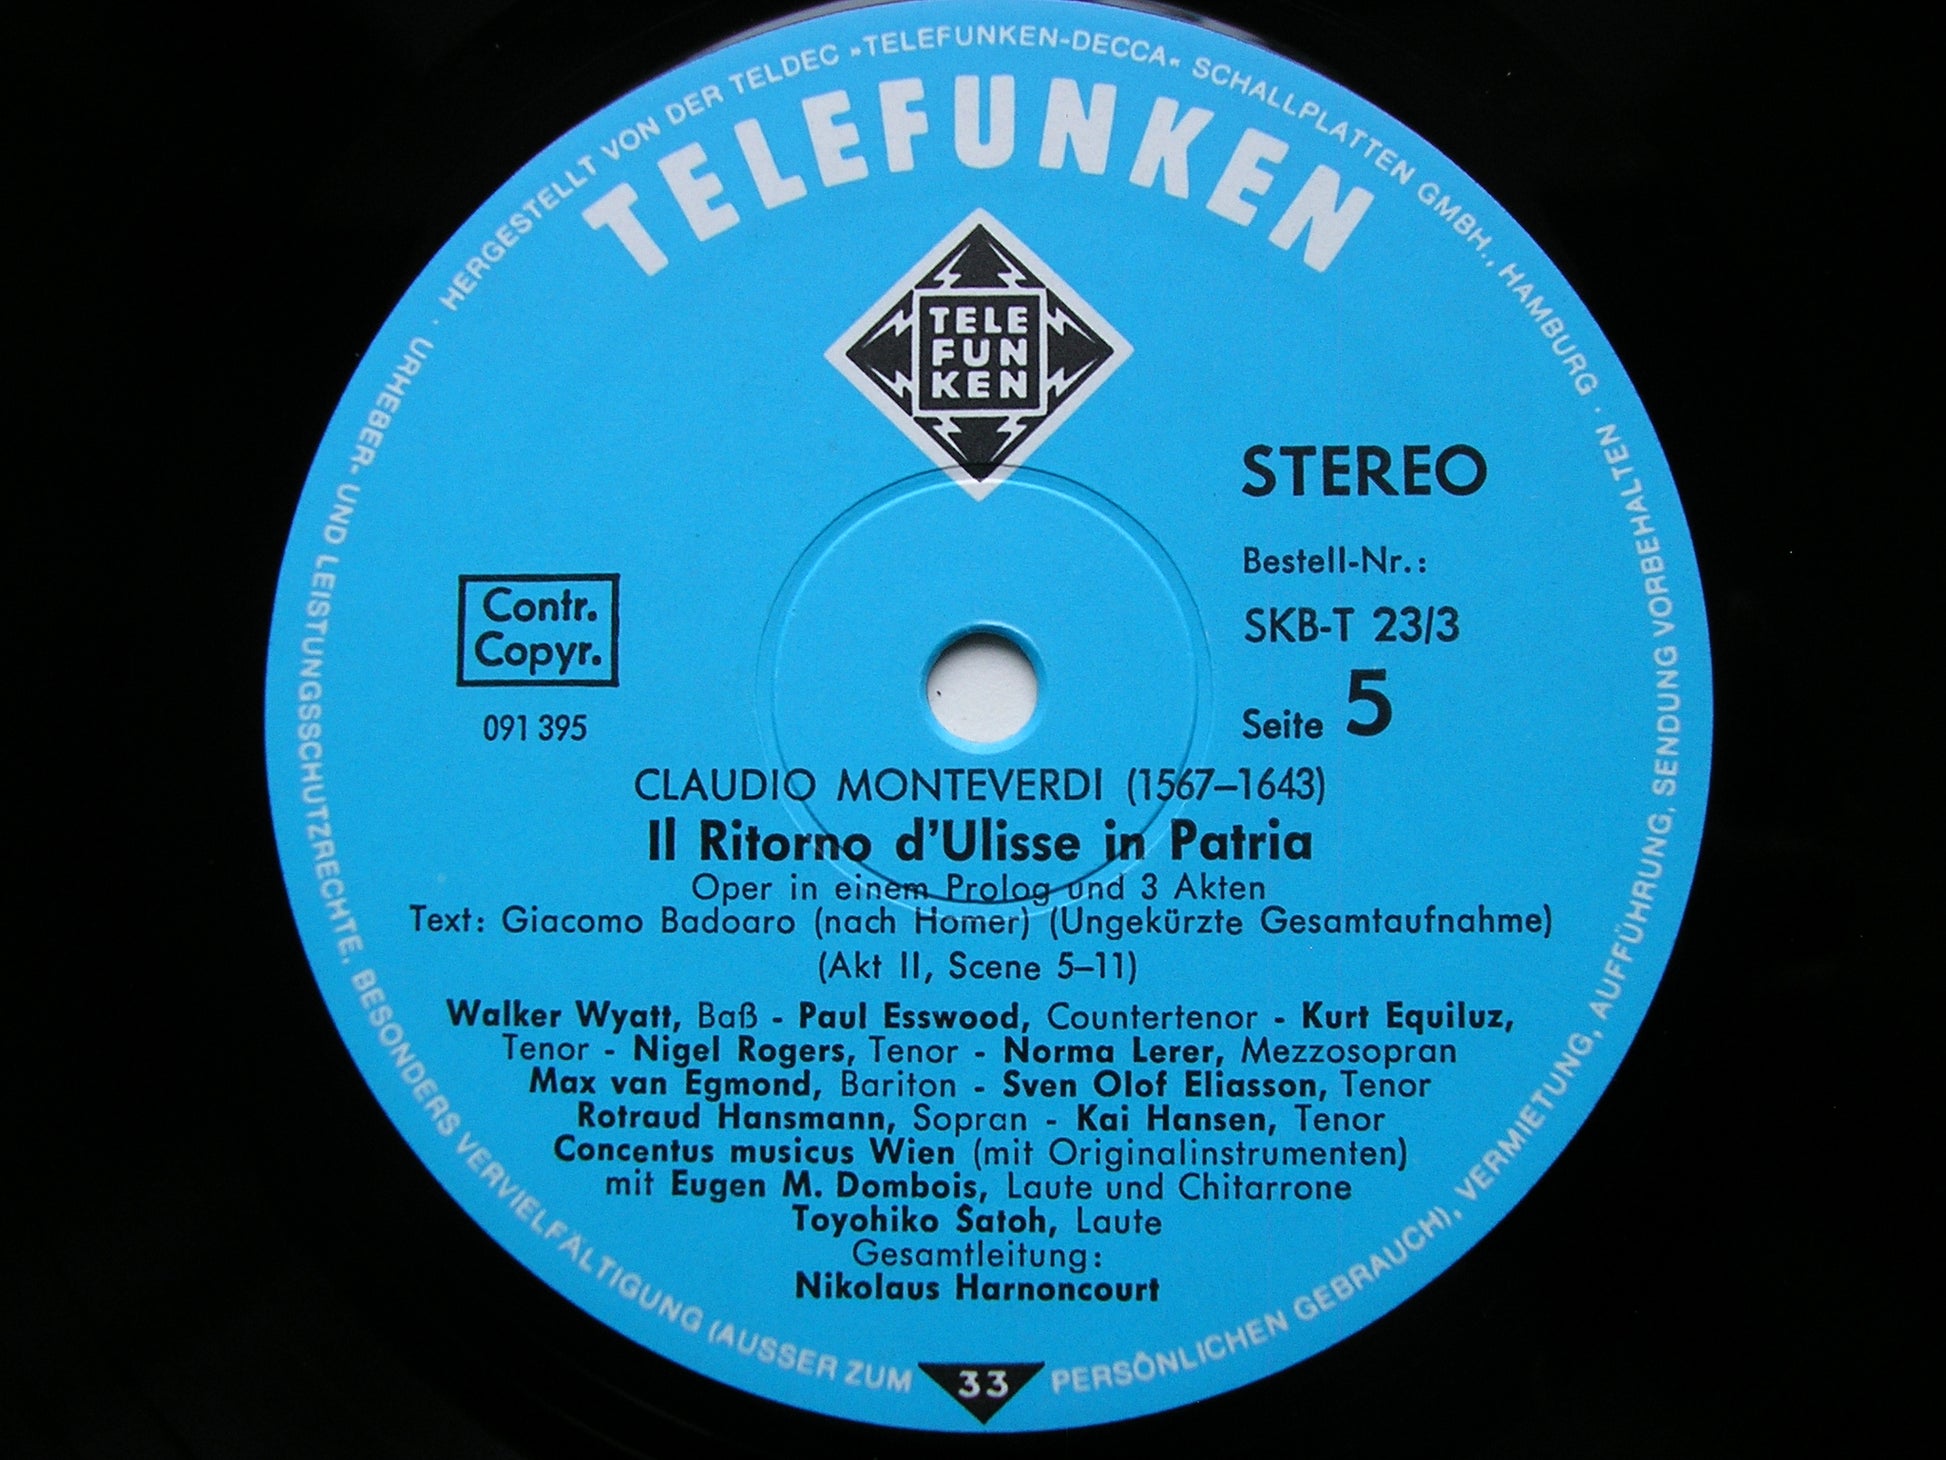 HERGESTELLT VON DER TELDEC »TELEFUNKEN-DECCA« SCHALLPLATTEN GMBH., HAMBURG · URHEBER- UND LEISTUNGSSCHUTZRECHTE, BESONDERS VERVIELFÄLTIGUNG (AUSSER ZUM PERSÖNLICHEN GEBRAUCH), VERMIETUNG, AUFFÜHRUNG, SENDUNG VORBEHALTEN ·
TELEFUNKEN
TELE
FUN
KEN
STEREO
Bestell-Nr.:
SKB-T 23/3
Seite 5
Contr.
Copyr.
091 395
CLAUDIO MONTEVERDI (1567–1643)
Il Ritorno d'Ulisse in Patria
Oper in einem Prolog und 3 Akten
Text: Giacomo Badoaro (nach Homer) (Ungekürzte Gesamtaufnahme)
(Akt II, Scene 5–11)
Walker Wyatt, Baß - Paul Esswood, Countertenor - Kurt Equiluz,
Tenor - Nigel Rogers, Tenor - Norma Lerer, Mezzosopran
Max van Egmond, Bariton - Sven Olof Eliasson, Tenor
Rotraud Hansmann, Sopran - Kai Hansen, Tenor
Concentus musicus Wien (mit Originalinstrumenten)
mit Eugen M. Dombois, Laute und Chitarrone
Toyohiko Satoh, Laute
Gesamtleitung:
Nikolaus Harnoncourt
33